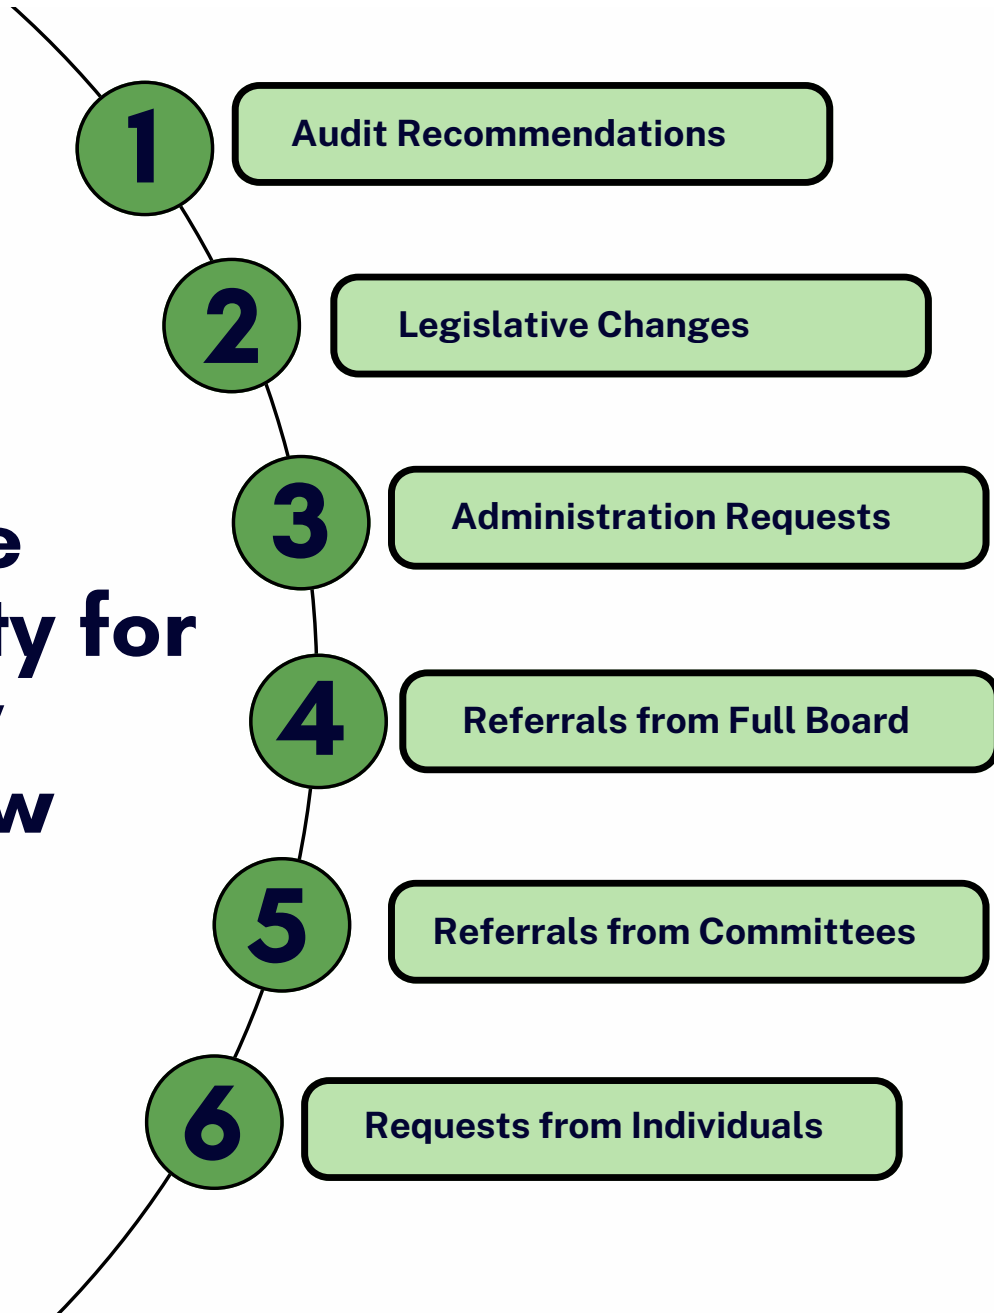 1
Audit Recommendations
2
Legislative Changes
3
Administration Requests
for
4
Referrals from Full Board
5
Referrals from Committees
6
Requests from Individuals